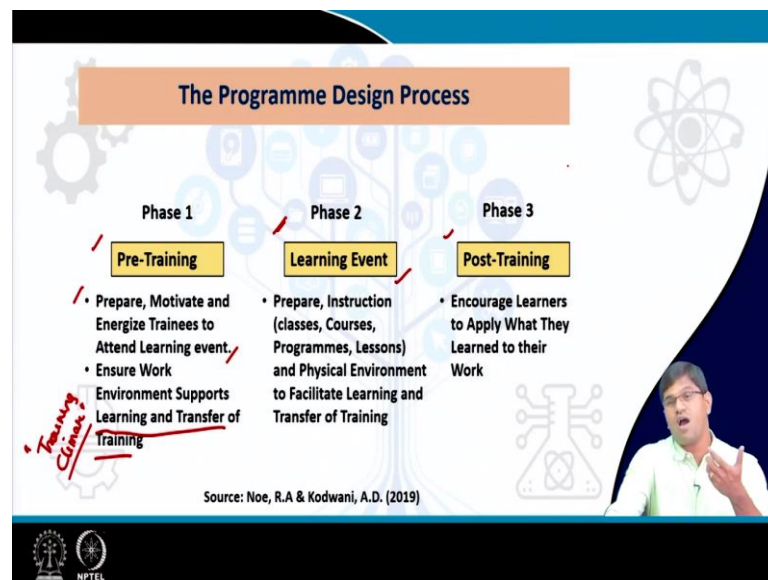 The Programme Design Process
Phase 1
Pre-Training
• Prepare, Motivate and
Energize Trainees to
Attend Learning event.
• Ensure Work
Environment Supports
Learning and Transfer of
Training
Phase 2
Learning Event
• Prepare, Instruction
(classes, Courses,
Programmes, Lessons)
and Physical Environment
to Facilitate Learning and
Transfer of Training
Phase 3
Post-Training
• Encourage Learners
to Apply What They
Learned to their
Work
Training
Source: Noe, R.A & Kodwani, A.D. (2019)
NPTEL